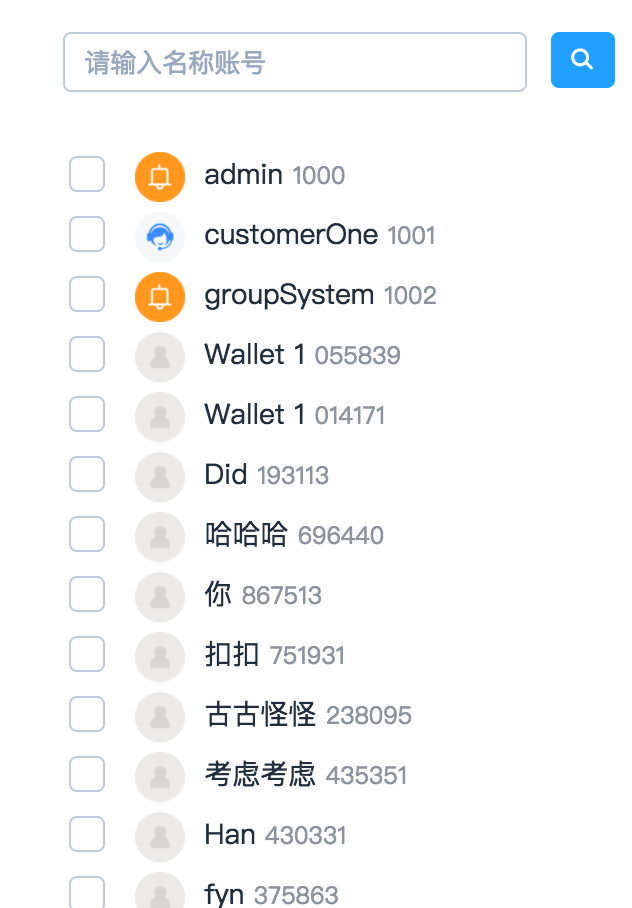 请输入名称账号
admin 1000
customerOne 1001
groupSystem 1002
Wallet 1 055839
Wallet 1 014171
Did 193113
哈哈哈 696440
你 867513
扣扣 751931
古古怪怪 238095
考虑考虑 435351
Han 430331
fyn 375863